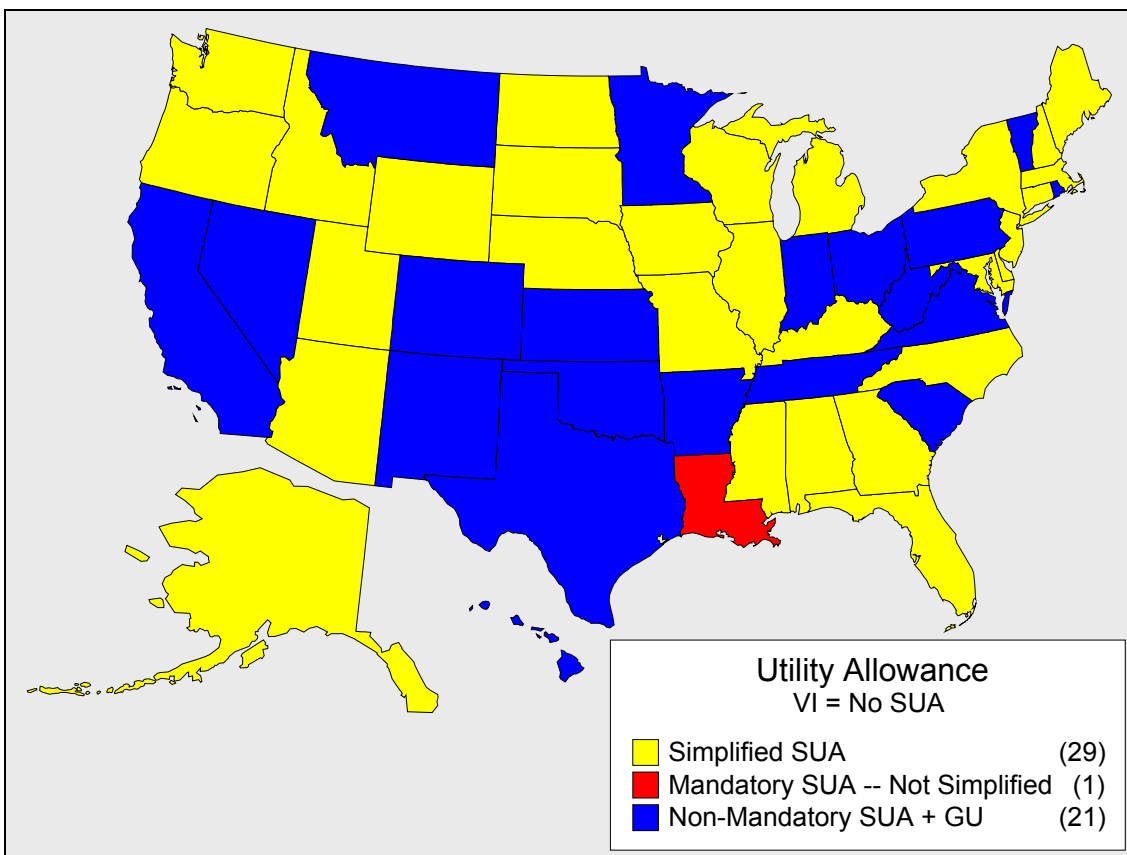 Utility Allowance
VI = No SUA
Simplified SUA (29)
Mandatory SUA -- Not Simplified (1)
Non-Mandatory SUA + GU (21)